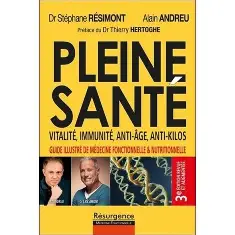 Dr Stéphane RÉSIMONT Alain ANDREU
Préface du Dr Thierry HERTOGHE
PLEINE
SANTÉ
VITALITÉ, IMMUNITÉ, ANTI-ÂGE, ANTI-KILOS
GUIDE ILLUSTRÉ DE MÉDECINE FONCTIONNELLE & NUTRITIONNELLE
3e
Résurgence